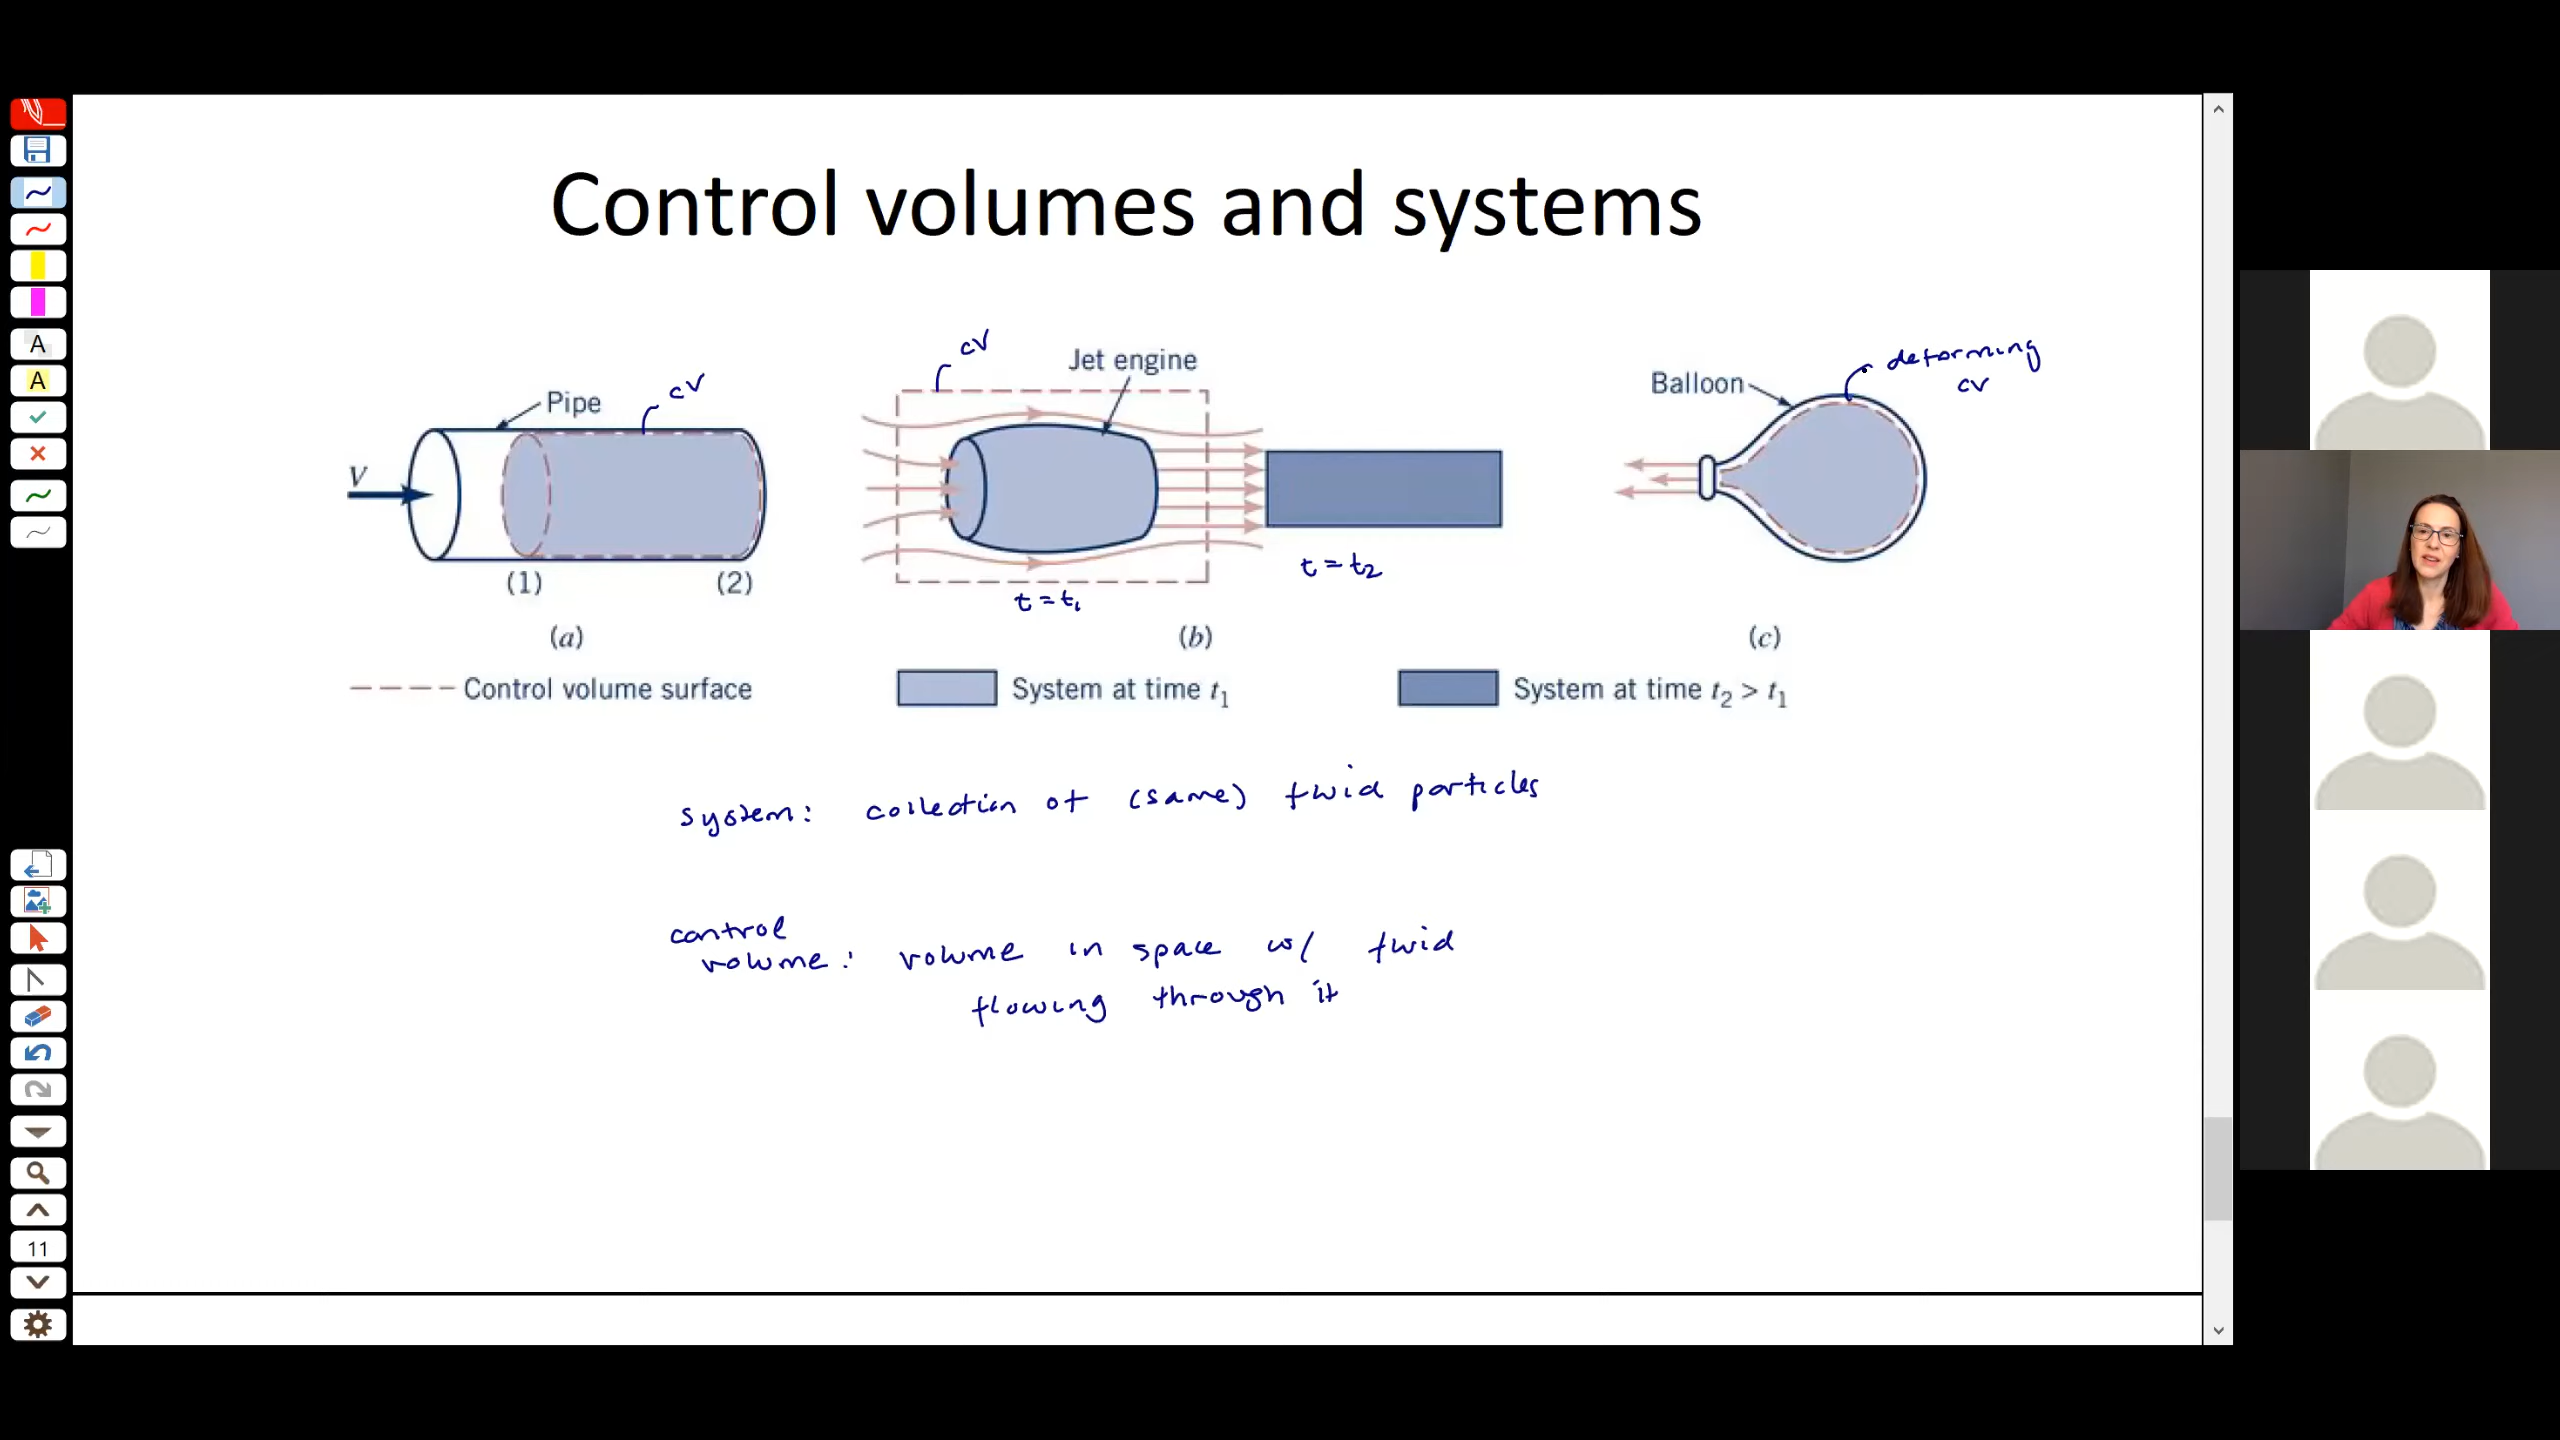 Control volumes and systems
cv
Jet engine
deforming
cv
Balloon
cv
Pipe
V
(1)
(2)
t = t1
t = t2
(a)
(b)
(c)
Control volume surface
System at time t1
System at time t2 > t1
system: collection of (same) fluid particles
control
volume: volume in space w/ fluid
flowing through it
A
A
11